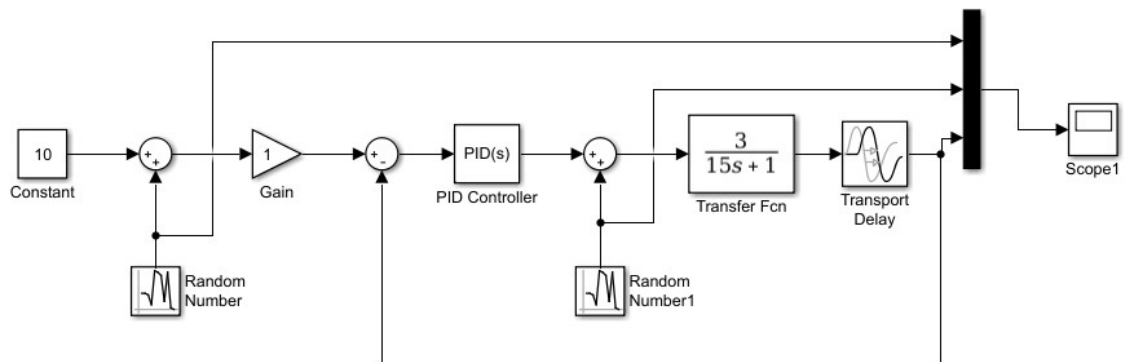 10
Constant
+
+
Random
Number
1
Gain
+
-
PID(s)
PID Controller
+
+
Random
Number1
3
15s + 1
Transfer Fcn
Transport
Delay
Scope1